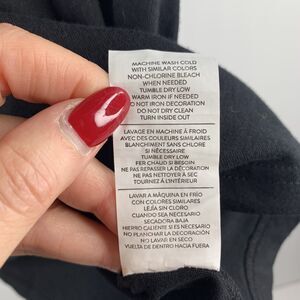 MACHINE WASH COLD
WITH SIMILAR COLORS
NON-CHLORINE BLEACH
WHEN NEEDED
TUMBLE DRY LOW
WARM IRON IF NEEDED
DO NOT IRON DECORATION
DO NOT DRY CLEAN
TURN INSIDE OUT
LAVAGE EN MACHINE À FROID
AVEC DES COULEURS SIMILAIRES
BLANCHIMENT SANS CHLORE
SI NÉCESSAIRE
TUMBLE DRY LOW
FER CHAUD SI BESOIN
NE PAS REPASSER LA DÉCORATION
NE PAS NETTOYER À SEC
TOURNEZ À L'INTÉRIEUR
LAVAR A MÁQUINA EN FRÍO
CON COLORES SIMILARES
LEJÍA SIN CLORO
CUANDO SEA NECESARIO
SECADORA BAJA
HIERRO CALIENTE SI ES NECESARIO
NO PLANCHAR LA DECORACIÓN
NO LAVAR EN SECO
VUELTA DE DENTRO HACIA FUERA